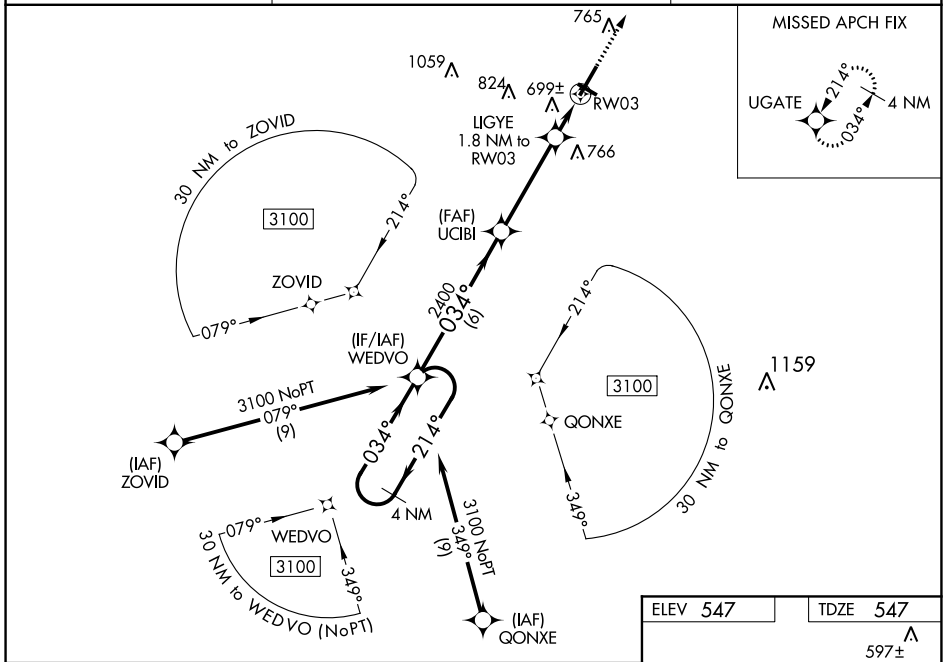 MISSED APCH FIX
UGATE
214°
034°
4 NM
765
1059
824
699±
RW03
LIGYE
1.8 NM to
RW03
766
30 NM to ZOVID
3100
214°
ZOVID
079°
(FAF)
UCIBI
2400
034°
(6)
(IF/IAF)
WEDVO
3100 NoPT
079°
(9)
(IAF)
ZOVID
034°
214°
4 NM
214°
3100
QONXE
349°
30 NM to QONXE
1159
079°
WEDVO
3100
349°
30 NM to WEDVO (NoPT)
3100 NoPT
349°
(9)
(IAF)
QONXE
ELEV 547
TDZE 547
597±